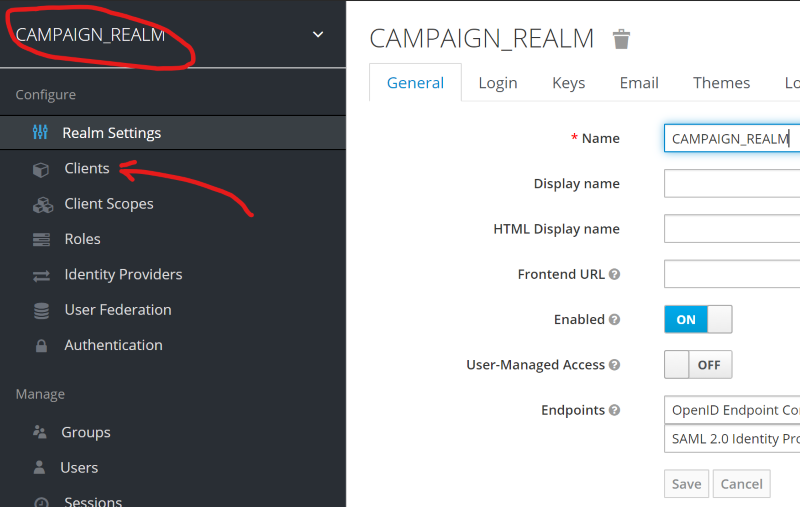 CAMPAIGN_REALM
Configure
Realm Settings
Clients
Client Scopes
Roles
Identity Providers
User Federation
Authentication
Manage
Groups
Users
Sessions
CAMPAIGN_REALM
General Login Keys Email Themes Lo
* Name CAMPAIGN_REALM
Display name
HTML Display name
Frontend URL
Enabled ON
User-Managed Access OFF
Endpoints OpenID Endpoint Con
SAML 2.0 Identity Pro
Save Cancel